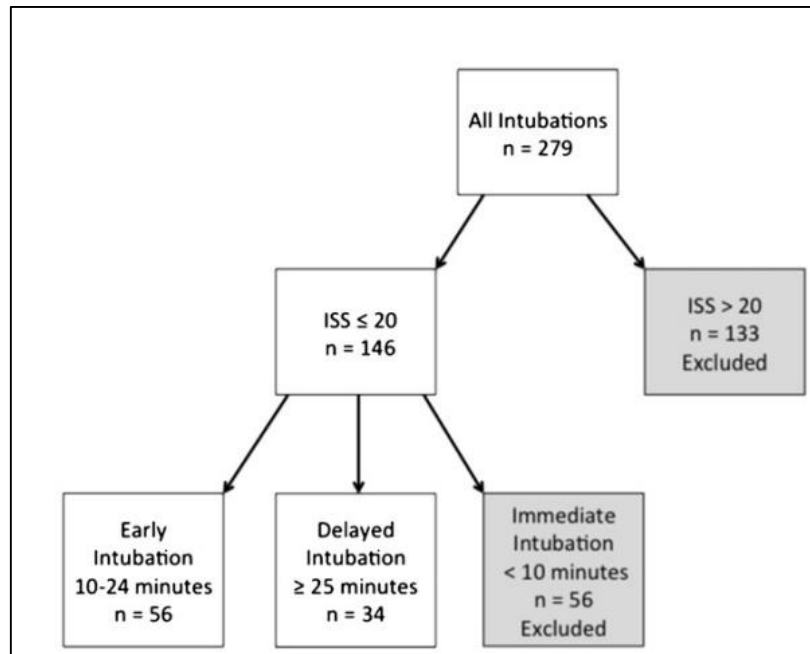 All Intubations
n = 279
ISS ≤ 20
n = 146
ISS > 20
n = 133
Excluded
Early
Intubation
10-24 minutes
n = 56
Delayed
Intubation
≥ 25 minutes
n = 34
Immediate
Intubation
< 10 minutes
n = 56
Excluded